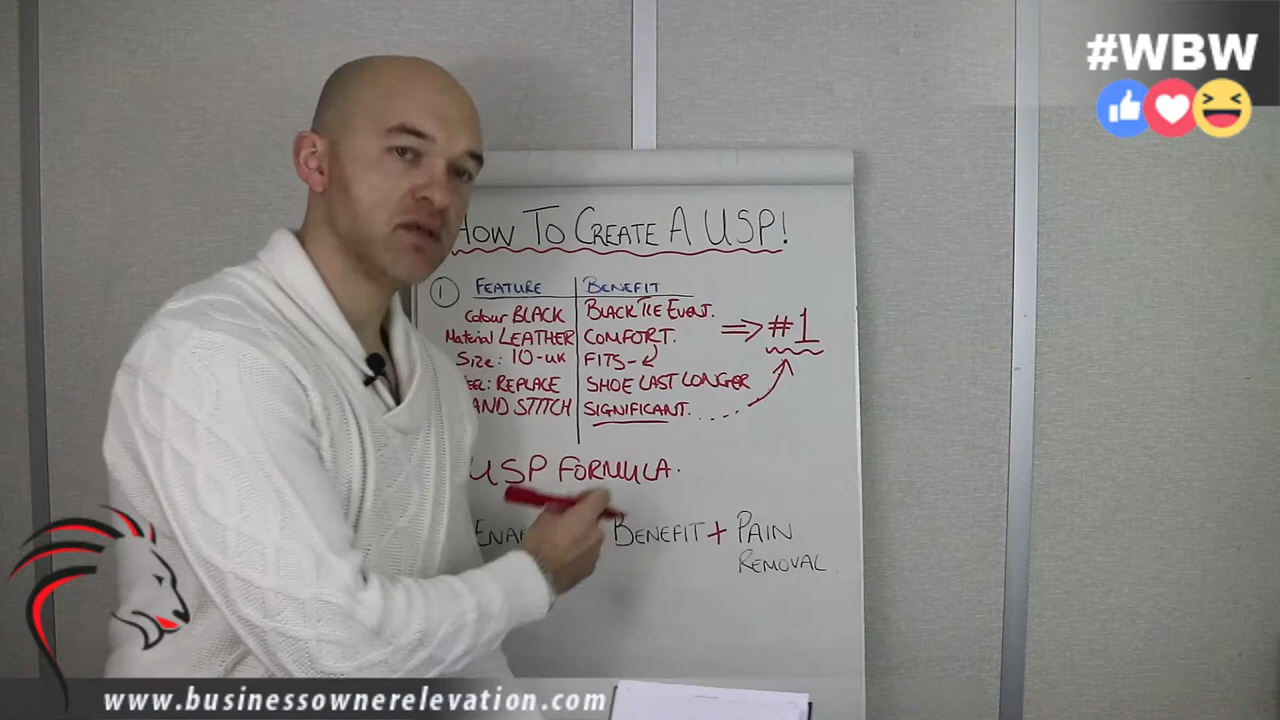 #WBW
HOW TO CREATE A USP!
1 FEATURE BENEFIT
Colour BLACK BLACK TIE EVENT.
Material LEATHER COMFORT. => #1
Size: 10-UK FITS-
REPLACE SHOE LAST LONGER
AND STITCH SIGNIFICANT. . . .
USP FORMULA.
BENEFIT + PAIN
REMOVAL.
www.businessownerelevation.com